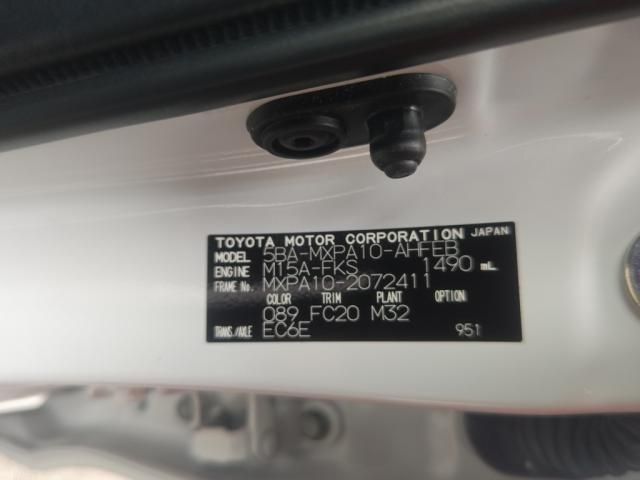 TOYOTA MOTOR CORPORATION JAPAN
MODEL 5BA-MXPA10-AHFEB
ENGINE M15A-FKS 1490 mL
FRAME No. MXPA10-2072411
COLOR TRIM PLANT
089 FC20 M32
TRANS./AXLE EC6E 951